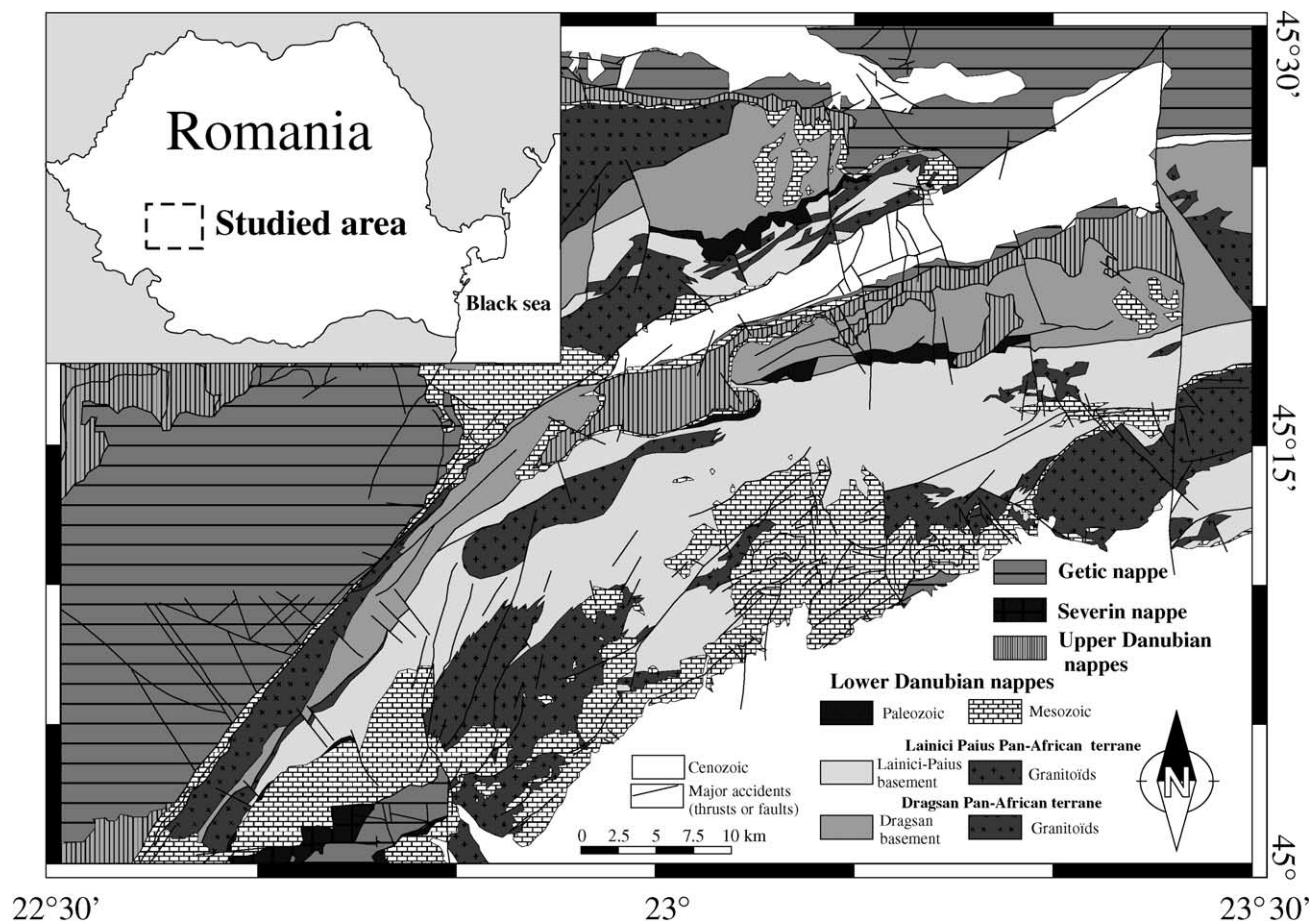 Romania
Studied area
Black sea
45°30’
45°15’
45°
Getic nappe
Severin nappe
Upper Danubian
nappes
Lower Danubian nappes
Paleozoic
Mesozoic
Lainici Paius Pan-African terrane
Lainici-Paius
basement
Granitoïds
Dragsan Pan-African terrane
Dragsan
basement
Granitoïds
Cenozoic
Major accidents
(thrusts or faults)
0 2.5 5 7.5 10 km
N
22°30’ 23° 23°30’